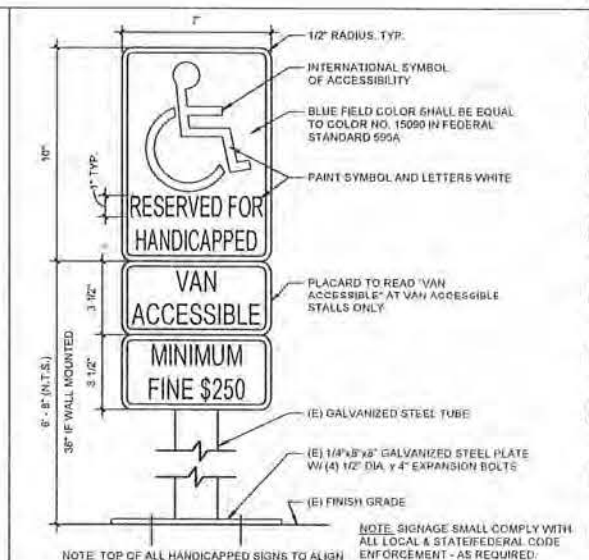 7"
1/2" RADIUS, TYP.
INTERNATIONAL SYMBOL
OF ACCESSIBILITY
BLUE FIELD COLOR SHALL BE EQUAL
TO COLOR NO. 15090 IN FEDERAL
STANDARD 595A
10"
1" TYP.
PAINT SYMBOL AND LETTERS WHITE
RESERVED FOR
HANDICAPPED
VAN
ACCESSIBLE
3 1/2"
PLACARD TO READ "VAN
ACCESSIBLE" AT VAN ACCESSIBLE
STALLS ONLY
MINIMUM
FINE $250
3 1/2"
6' - 8" (N.T.S.)
36" IF WALL MOUNTED
(E) GALVANIZED STEEL TUBE
(E) 1/4"x8"x8" GALVANIZED STEEL PLATE
W/ (4) 1/2" DIA. x 4" EXPANSION BOLTS
(E) FINISH GRADE
NOTE: SIGNAGE SMALL COMPLY WITH
ALL LOCAL & STATE/FEDERAL CODE
ENFORCEMENT - AS REQUIRED.
NOTE: TOP OF ALL HANDICAPPED SIGNS TO ALIGN